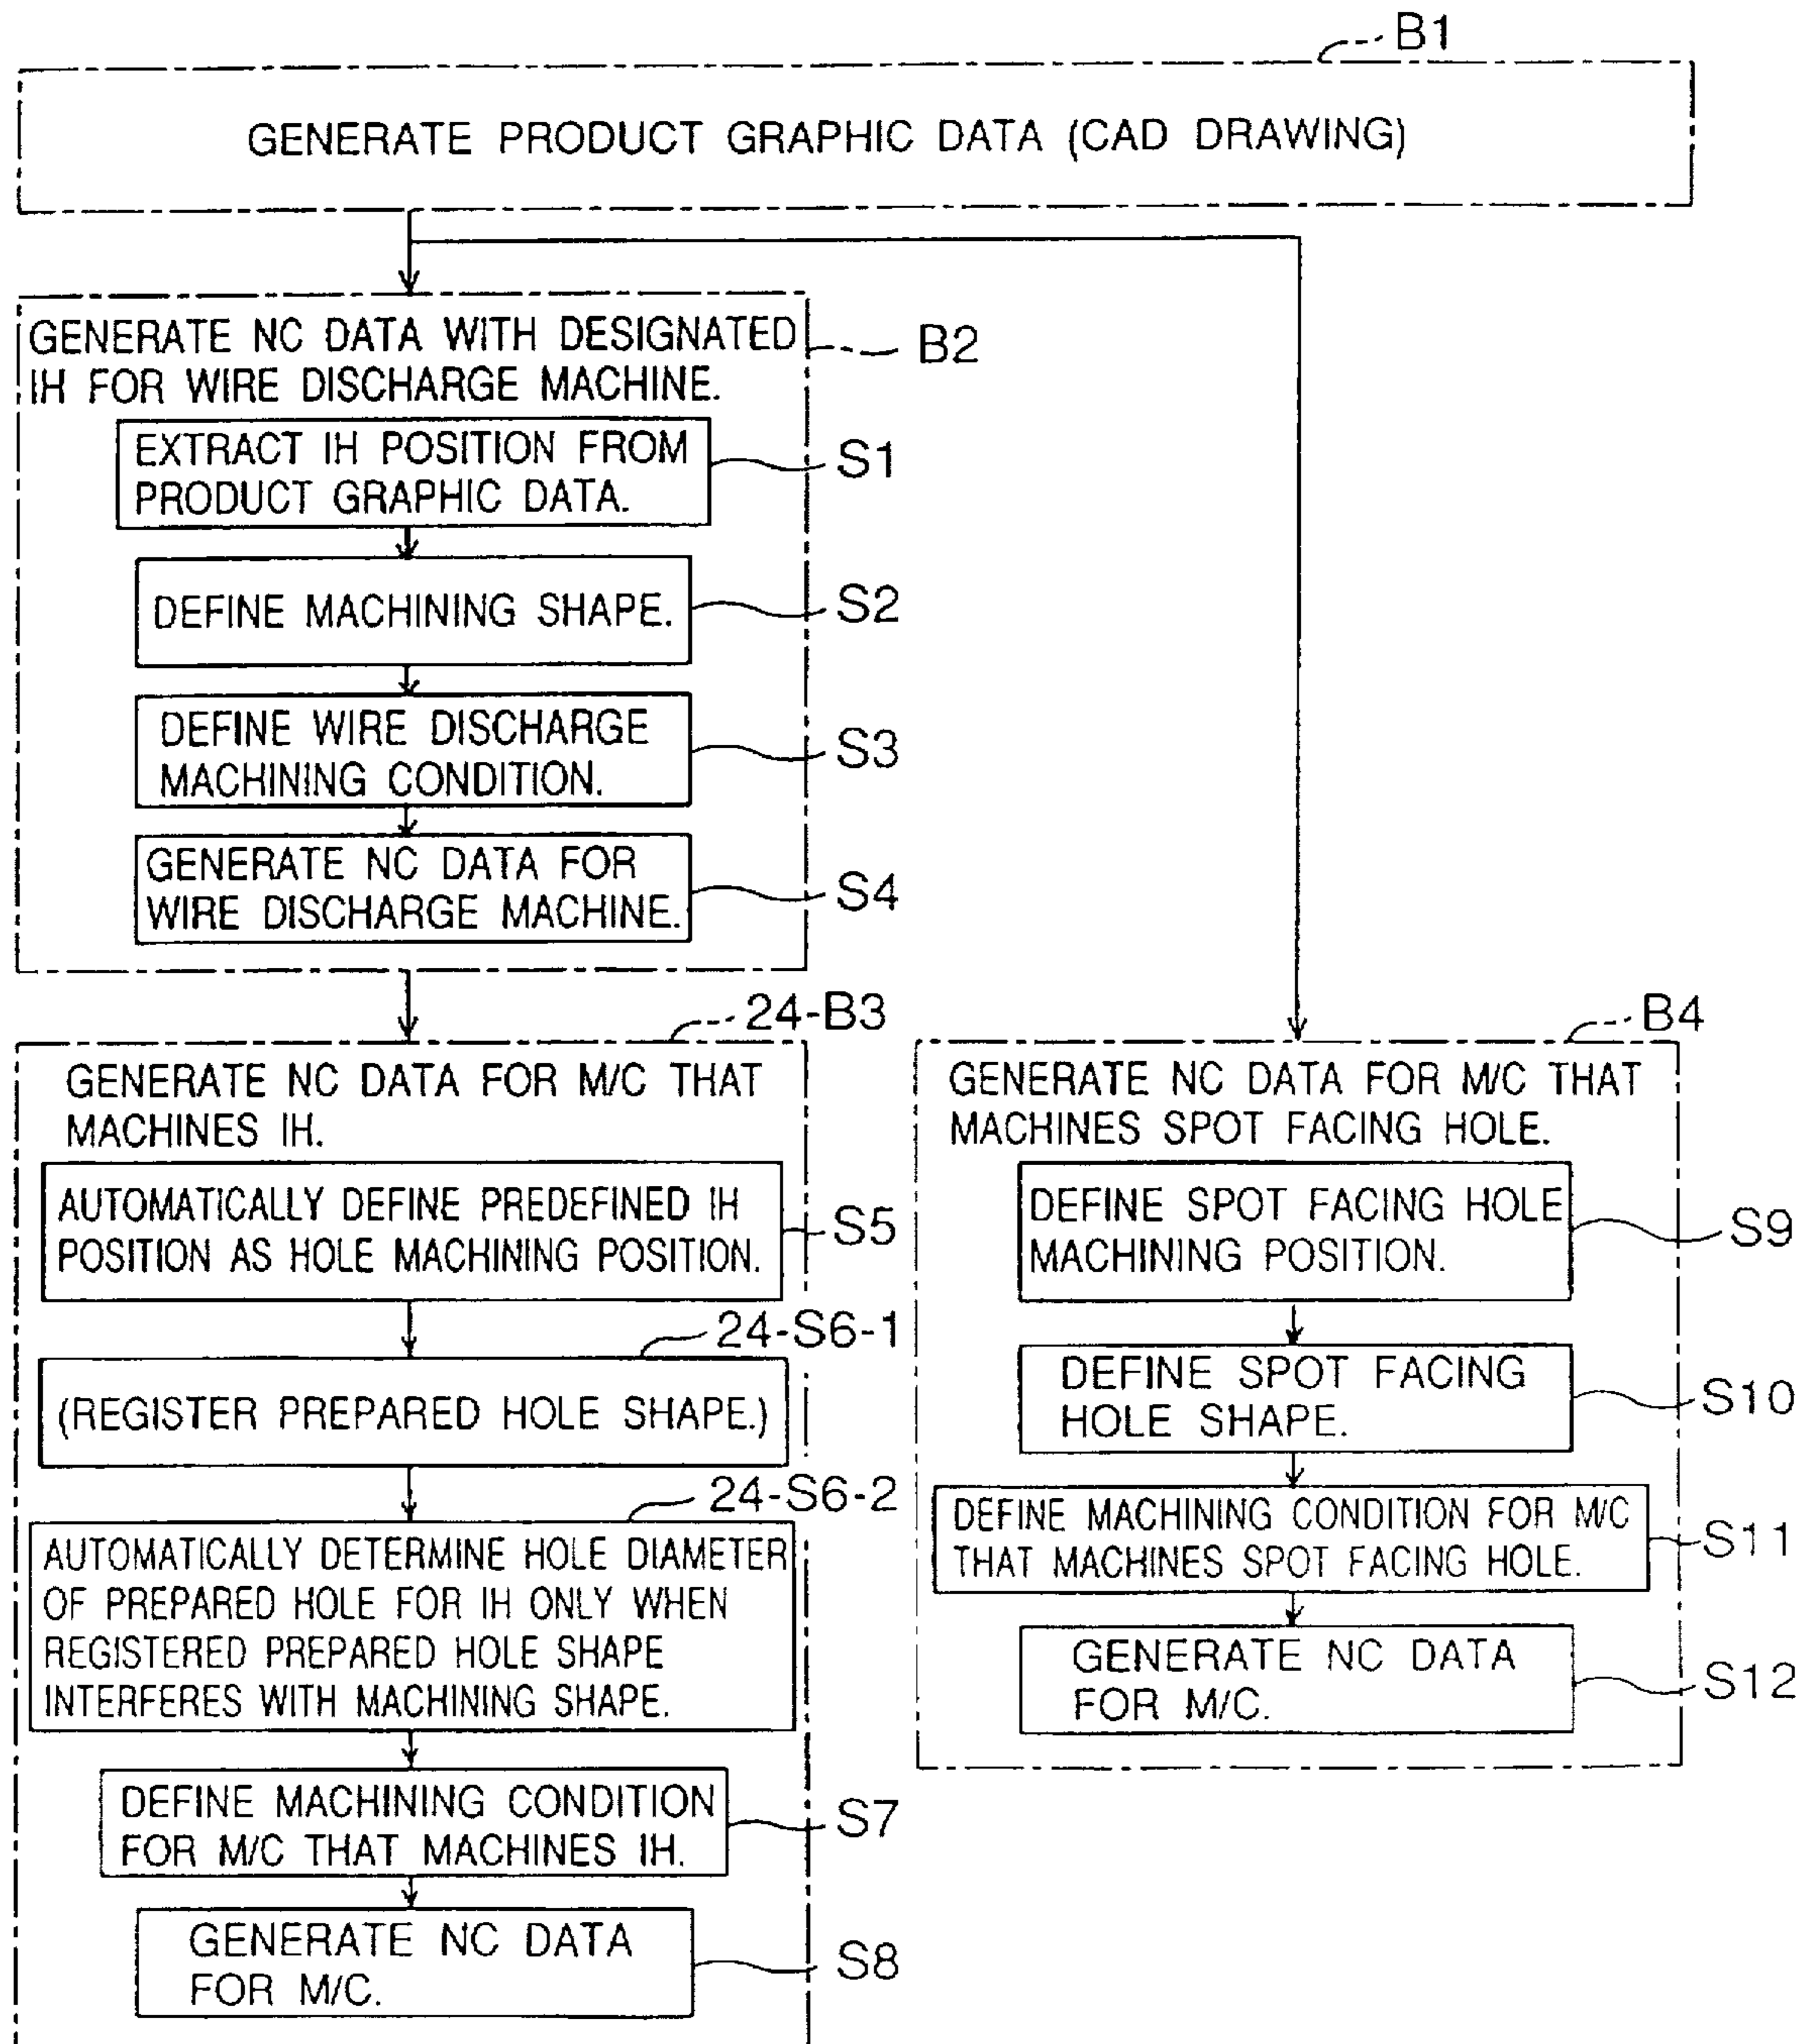 B1
GENERATE PRODUCT GRAPHIC DATA (CAD DRAWING)
GENERATE NC DATA WITH DESIGNATED
IH FOR WIRE DISCHARGE MACHINE.
B2
EXTRACT IH POSITION FROM
PRODUCT GRAPHIC DATA.
S1
DEFINE MACHINING SHAPE.
S2
DEFINE WIRE DISCHARGE
MACHINING CONDITION.
S3
GENERATE NC DATA FOR
WIRE DISCHARGE MACHINE.
S4
24-B3
GENERATE NC DATA FOR M/C THAT
MACHINES IH.
AUTOMATICALLY DEFINE PREDEFINED IH
POSITION AS HOLE MACHINING POSITION.
S5
24-S6-1
(REGISTER PREPARED HOLE SHAPE.)
24-S6-2
AUTOMATICALLY DETERMINE HOLE DIAMETER
OF PREPARED HOLE FOR IH ONLY WHEN
REGISTERED PREPARED HOLE SHAPE
INTERFERES WITH MACHINING SHAPE.
DEFINE MACHINING CONDITION
FOR M/C THAT MACHINES IH.
S7
GENERATE NC DATA
FOR M/C.
S8
B4
GENERATE NC DATA FOR M/C THAT
MACHINES SPOT FACING HOLE.
DEFINE SPOT FACING HOLE
MACHINING POSITION.
S9
DEFINE SPOT FACING
HOLE SHAPE.
S10
DEFINE MACHINING CONDITION FOR M/C
THAT MACHINES SPOT FACING HOLE.
S11
GENERATE NC DATA
FOR M/C.
S12